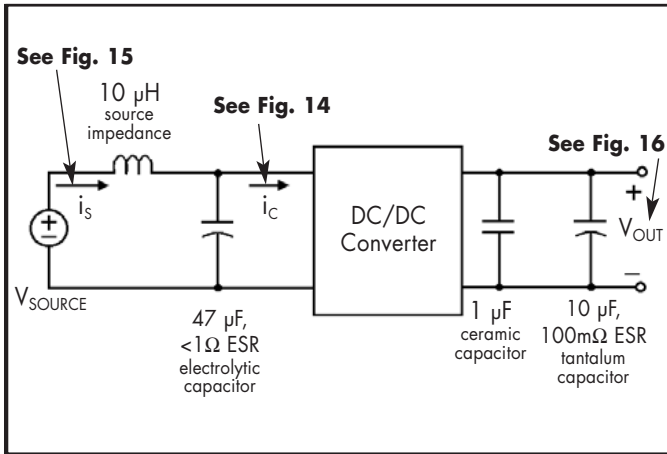 See Fig. 15
10 µH
source
impedance
See Fig. 14
See Fig. 16
iS
iC
+
−
VSOURCE
DC/DC
Converter
+
VOUT
−
47 µF,
<1Ω ESR
electrolytic
capacitor
1 µF
ceramic
capacitor
10 µF,
100mΩ ESR
tantalum
capacitor